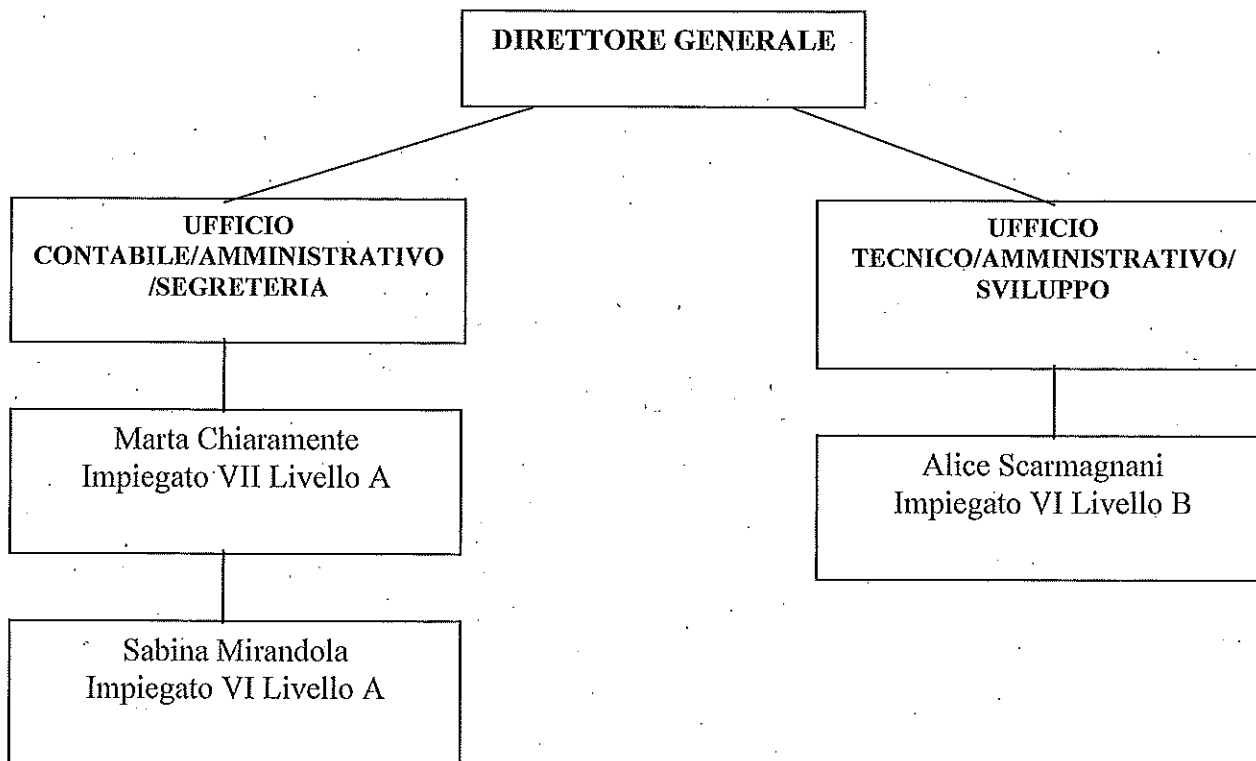 DIRETTORE GENERALE
UFFICIO
CONTABILE/AMMINISTRATIVO
/SEGRETERIA
UFFICIO
TECNICO/AMMINISTRATIVO/
SVILUPPO
Marta Chiaramente
Impiegato VII Livello A
Alice Scarmagnani
Impiegato VI Livello B
Sabina Mirandola
Impiegato VI Livello A